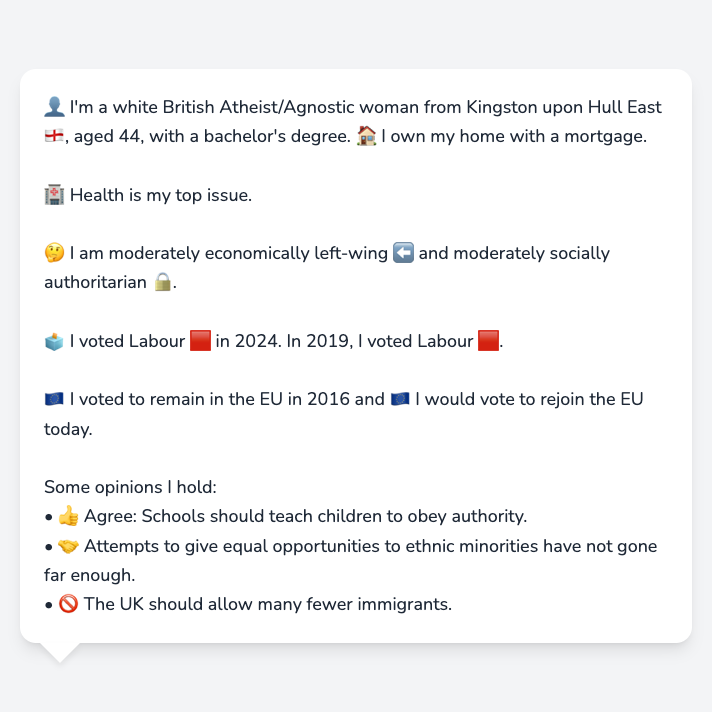 👤 I'm a white British Atheist/Agnostic woman from Kingston upon Hull East
🏴󠁧󠁢󠁥󠁮󠁧󠁿, aged 44, with a bachelor's degree. 🏠 I own my home with a mortgage.
🏥 Health is my top issue.
🤔 I am moderately economically left-wing ⬅️ and moderately socially
authoritarian 🔒.
🗳️ I voted Labour 🟥 in 2024. In 2019, I voted Labour 🟥.
🇪🇺 I voted to remain in the EU in 2016 and 🇪🇺 I would vote to rejoin the EU
today.
Some opinions I hold:
• 👍 Agree: Schools should teach children to obey authority.
• 🤝 Attempts to give equal opportunities to ethnic minorities have not gone
far enough.
• 🚫 The UK should allow many fewer immigrants.